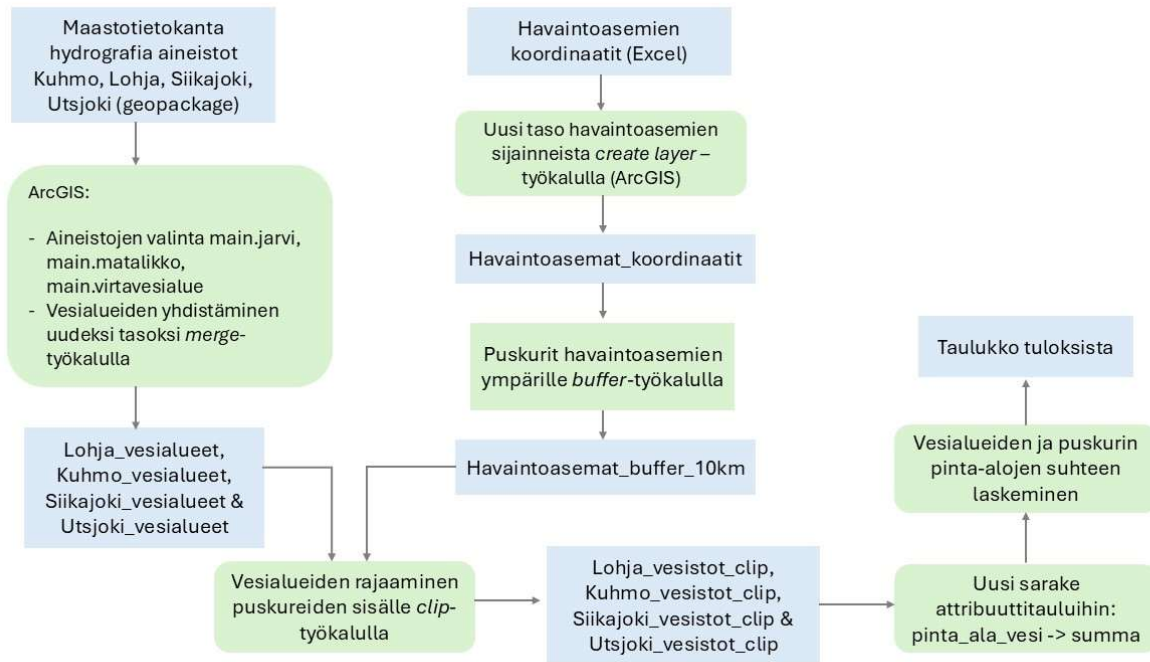 Maastotietokanta
hydrografia aineistot
Kuhmo, Lohja, Siikajoki,
Utsjoki (geopackage)
ArcGIS:
- Aineistojen valinta main.jarvi,
main.matalikko,
main.virtavesialue
- Vesialueiden yhdistäminen
uudeksi tasoksi merge-
työkalulla
Lohja_vesialueet,
Kuhmo_vesialueet,
Siikajoki_vesialueet &
Utsjoki_vesialueet
Havaintoasemien
koordinaatit (Excel)
Uusi taso havaintoasemien
sijainneista create layer –
työkalulla (ArcGIS)
Havaintoasemat_koordinaatit
Puskurit havaintoasemien
ympärille buffer-työkalulla
Havaintoasemat_buffer_10km
Vesialueiden rajaaminen
puskureiden sisälle clip-
työkalulla
Lohja_vesistot_clip,
Kuhmo_vesistot_clip,
Siikajoki_vesistot_clip &
Utsjoki_vesistot_clip
Uusi sarake
attribuuttitauluihin:
pinta_ala_vesi -> summa
Vesialueiden ja puskurin
pinta-alojen suhteen
laskeminen
Taulukko tuloksista